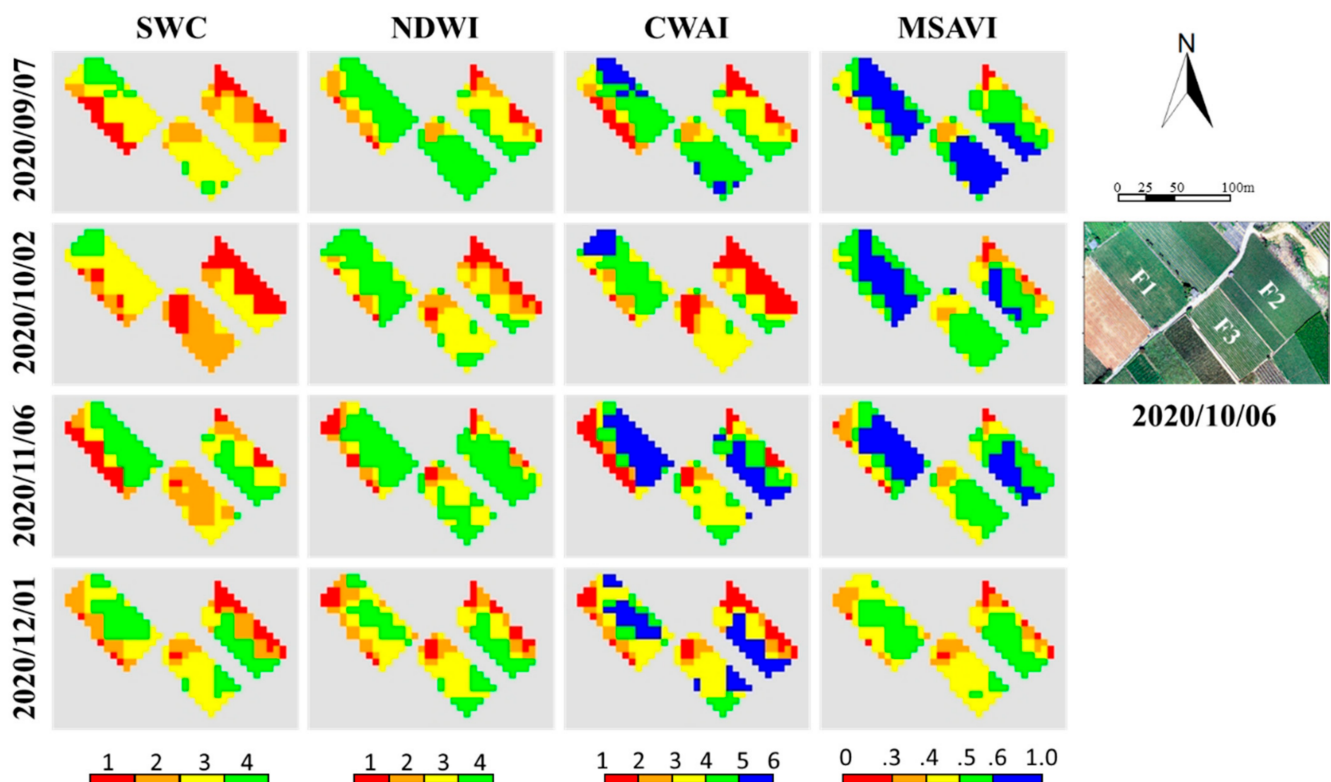 SWC NDWI CWAI MSAVI
N
2020/09/07
0 25 50 100m
2020/10/02
F1
F2
F3
2020/10/06
2020/11/06
2020/12/01
1 2 3 4
1 2 3 4
1 2 3 4 5 6
0 .3 .4 .5 .6 1.0